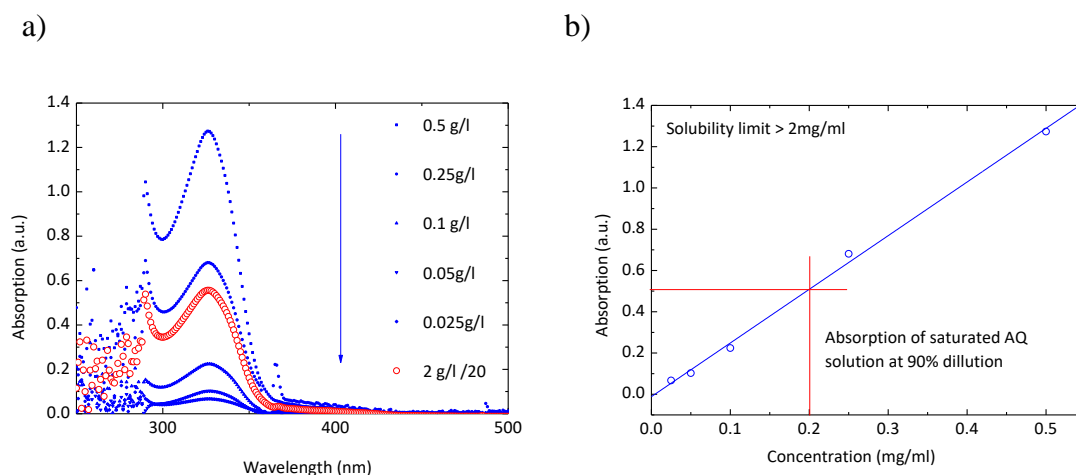 a)
b)
1.4
1.2
1.0
0.8
0.6
0.4
0.2
0.0
300
400
500
Absorption (a.u.)
Wavelength (nm)
0.5 g/l
0.25g/l
0.1 g/l
0.05g/l
0.025g/l
2 g/l /20
1.4
1.2
1.0
0.8
0.6
0.4
0.2
0.0
0.0
0.1
0.2
0.3
0.4
0.5
Absorption (a.u.)
Concentration (mg/ml)
Solubility limit > 2mg/ml
Absorption of saturated AQ
solution at 90% dillution